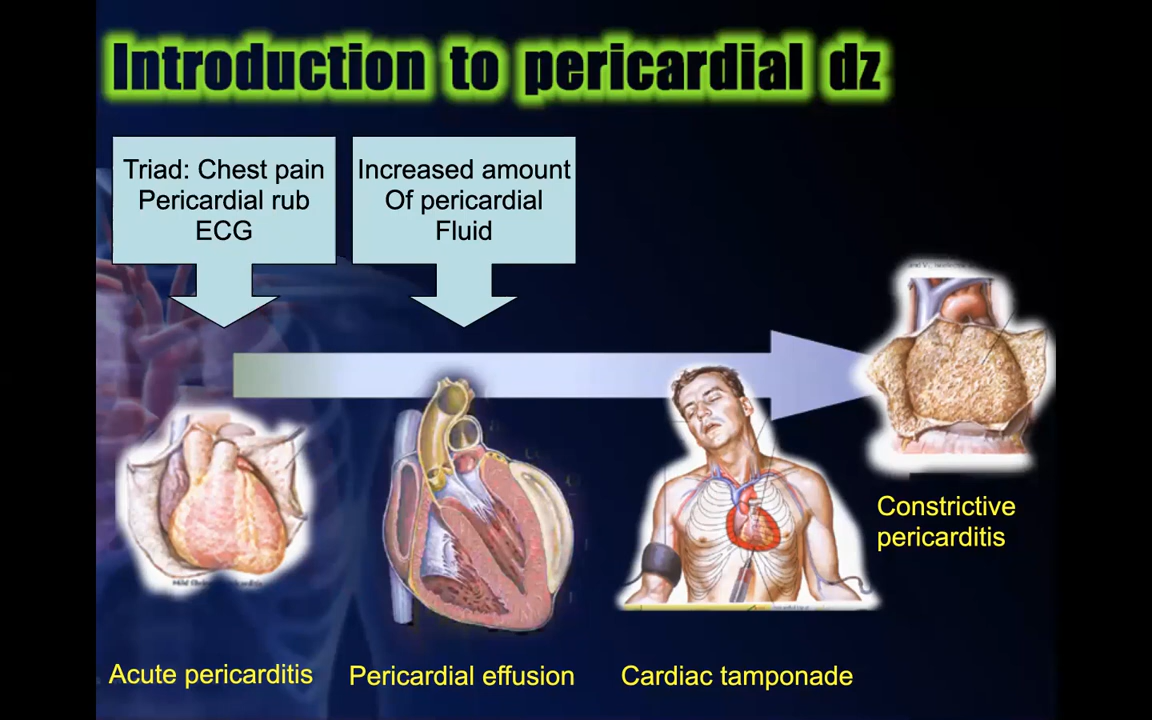 Introduction to pericardial dz
Triad: Chest pain
Pericardial rub
ECG
Increased amount
Of pericardial
Fluid
Constrictive
pericarditis
Acute pericarditis
Pericardial effusion
Cardiac tamponade